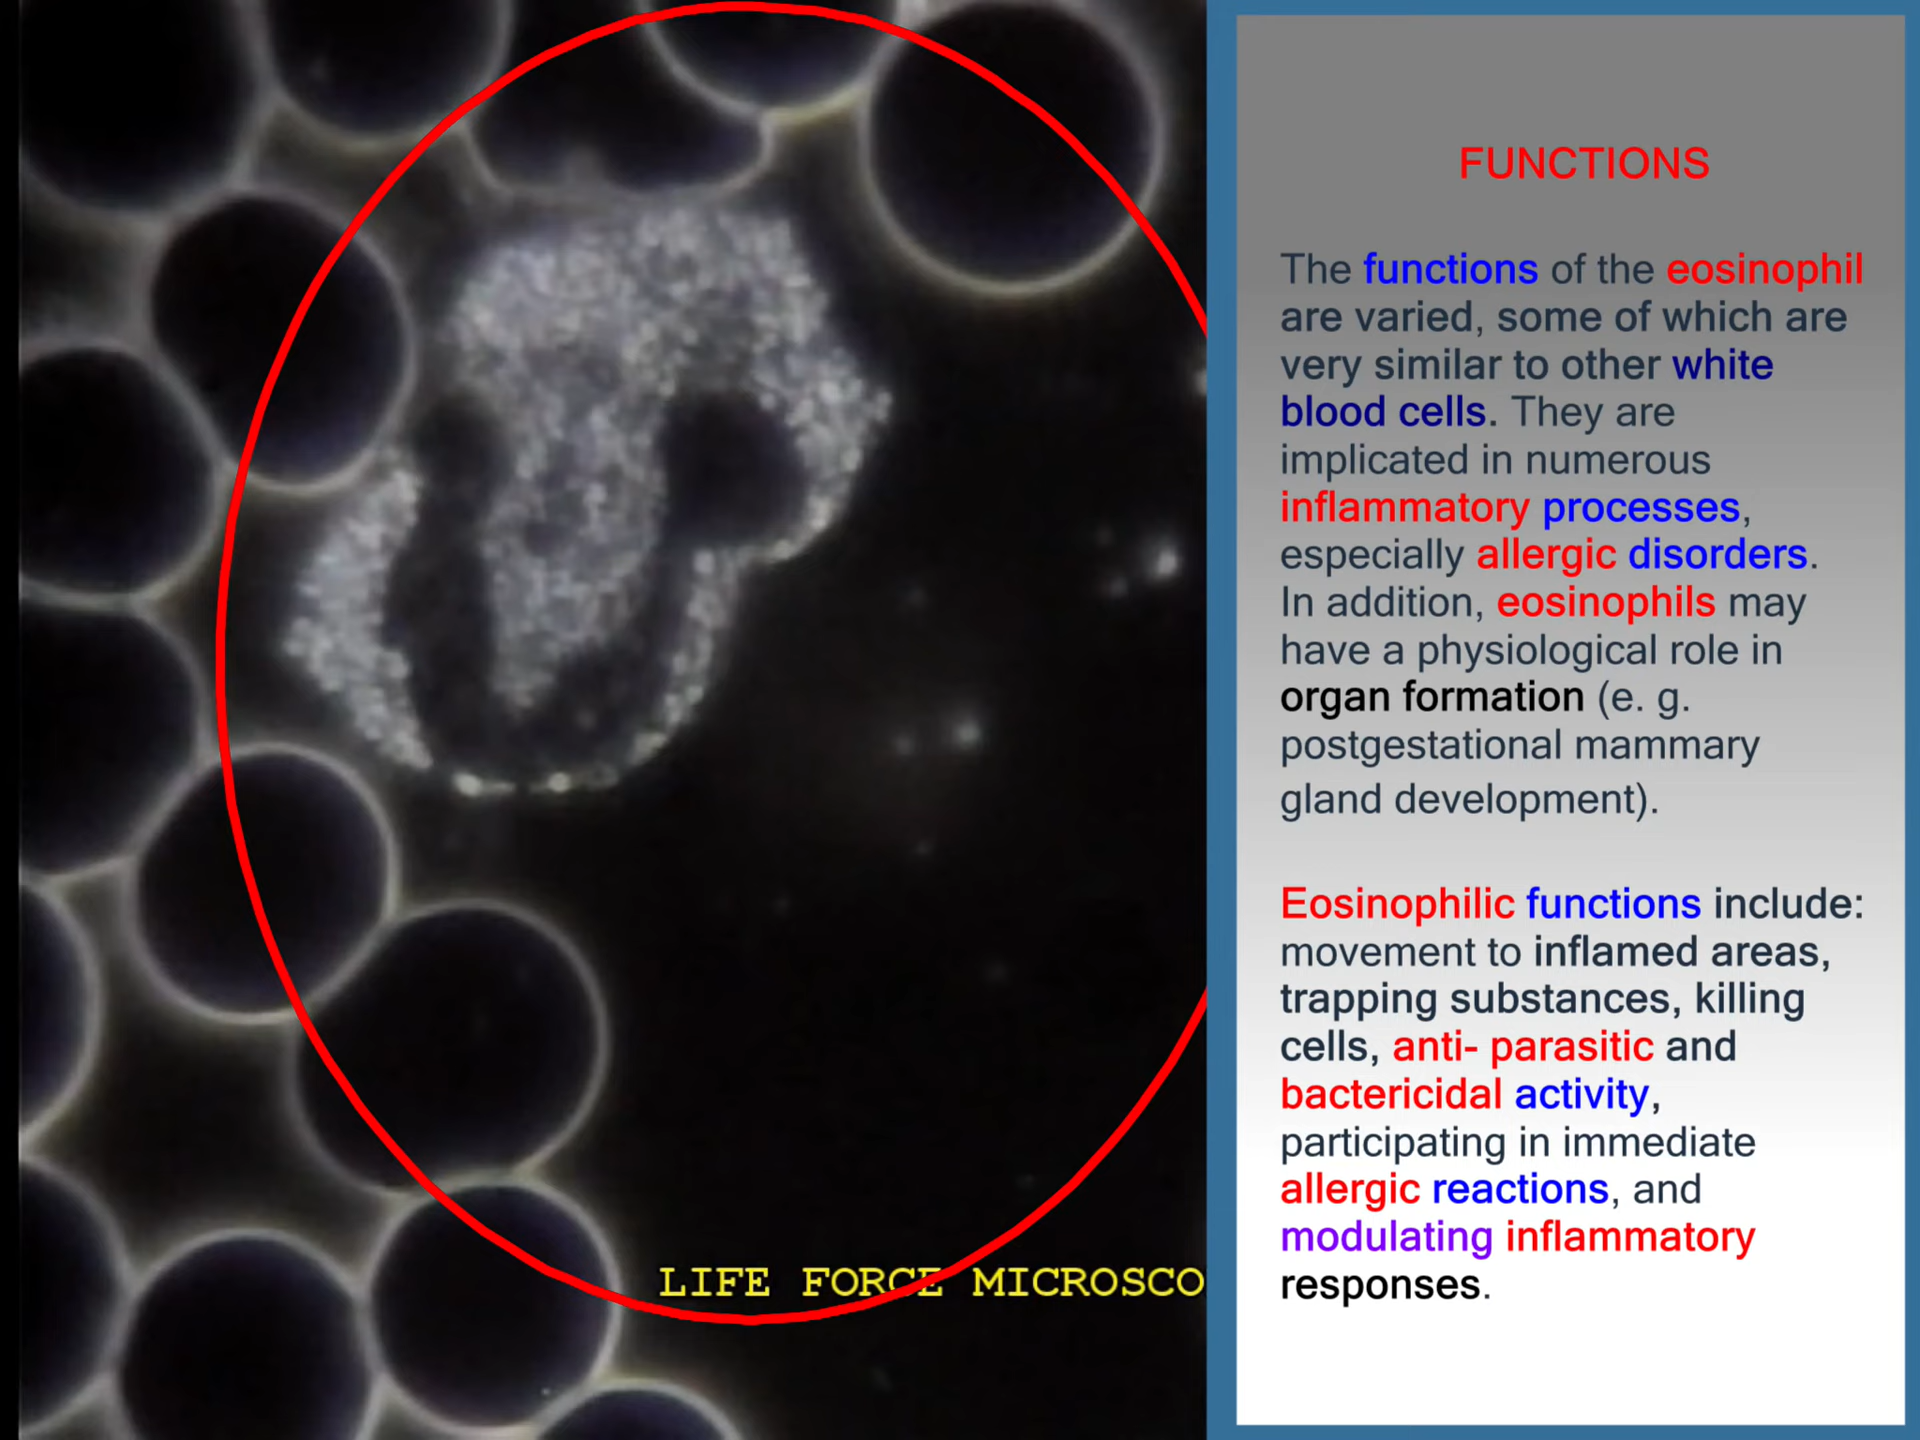 FUNCTIONS
The functions of the eosinophil
are varied, some of which are
very similar to other white
blood cells. They are
implicated in numerous
inflammatory processes,
especially allergic disorders.
In addition, eosinophils may
have a physiological role in
organ formation (e. g.
postgestational mammary
gland development).
Eosinophilic functions include:
movement to inflamed areas,
trapping substances, killing
cells, anti- parasitic and
bactericidal activity,
participating in immediate
allergic reactions, and
modulating inflammatory
responses.
LIFE FORCE MICROSCO